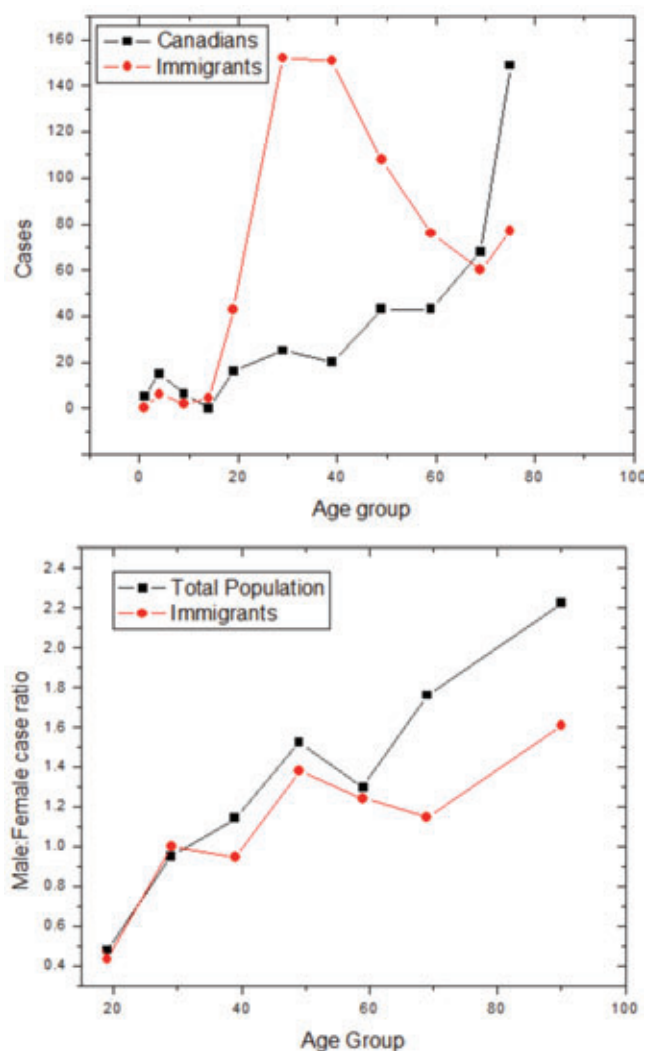 160
140
120
100
80
60
40
20
0
Canadians
Immigrants
Cases
0 20 40 60 80 100
Age group
2.4
2.2
2.0
1.8
1.6
1.4
1.2
1.0
0.8
0.6
0.4
Total Population
Immigrants
Male:Female case ratio
20 40 60 80 100
Age Group